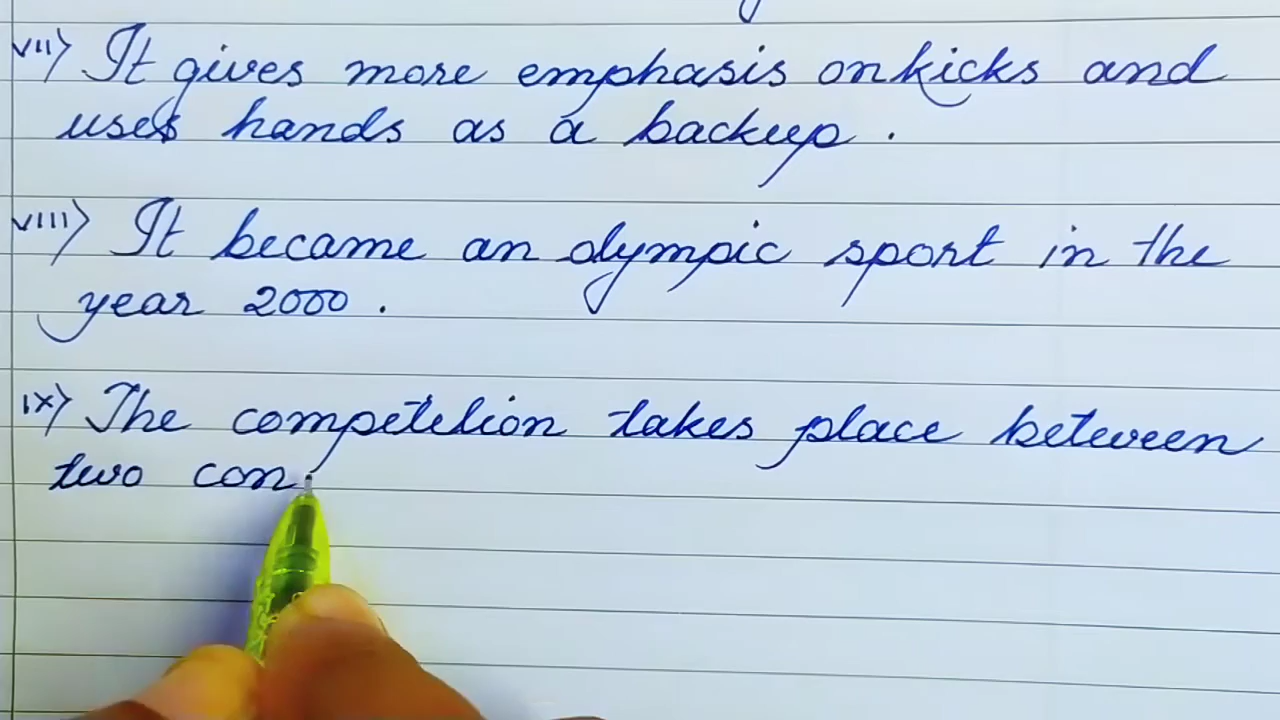 vii) It gives more emphasis on kicks and
uses hands as a backup.
viii) It became an olympic sport in the
year 2000.
ix) The competetion takes place between
two con